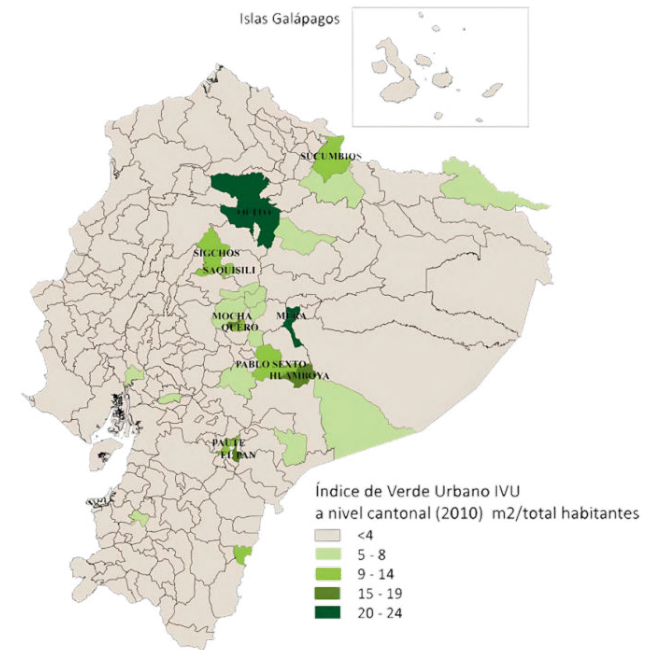 Islas Galápagos
SUCUMBIOS
QUITO
SIGCHOS
SAQUISILI
MOCHA
MERA
QUERO
PABLO SEXTO
HUAMBOYA
PAUTE
EL PAN
Índice de Verde Urbano IVU
a nivel cantonal (2010) m2/total habitantes
<4
5 - 8
9 - 14
15 - 19
20 - 24